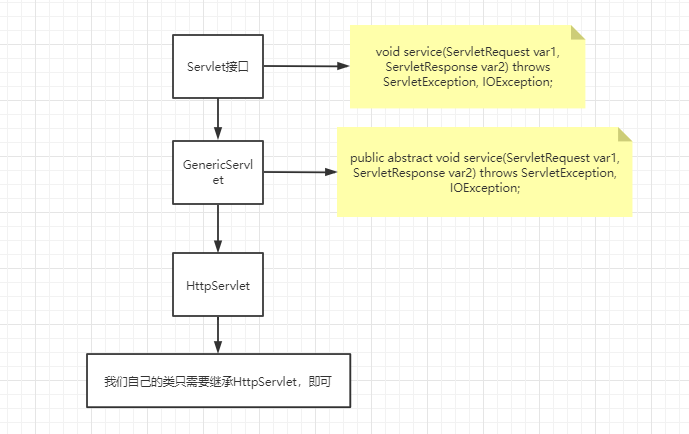 Servlet接口
void service(ServletRequest var1,
ServletResponse var2) throws
ServletException, IOException;
GenericServl
et
public abstract void service(ServletRequest var1,
ServletResponse var2) throws ServletException,
IOException;
HttpServlet
我们自己的类只需要继承HttpServlet，即可